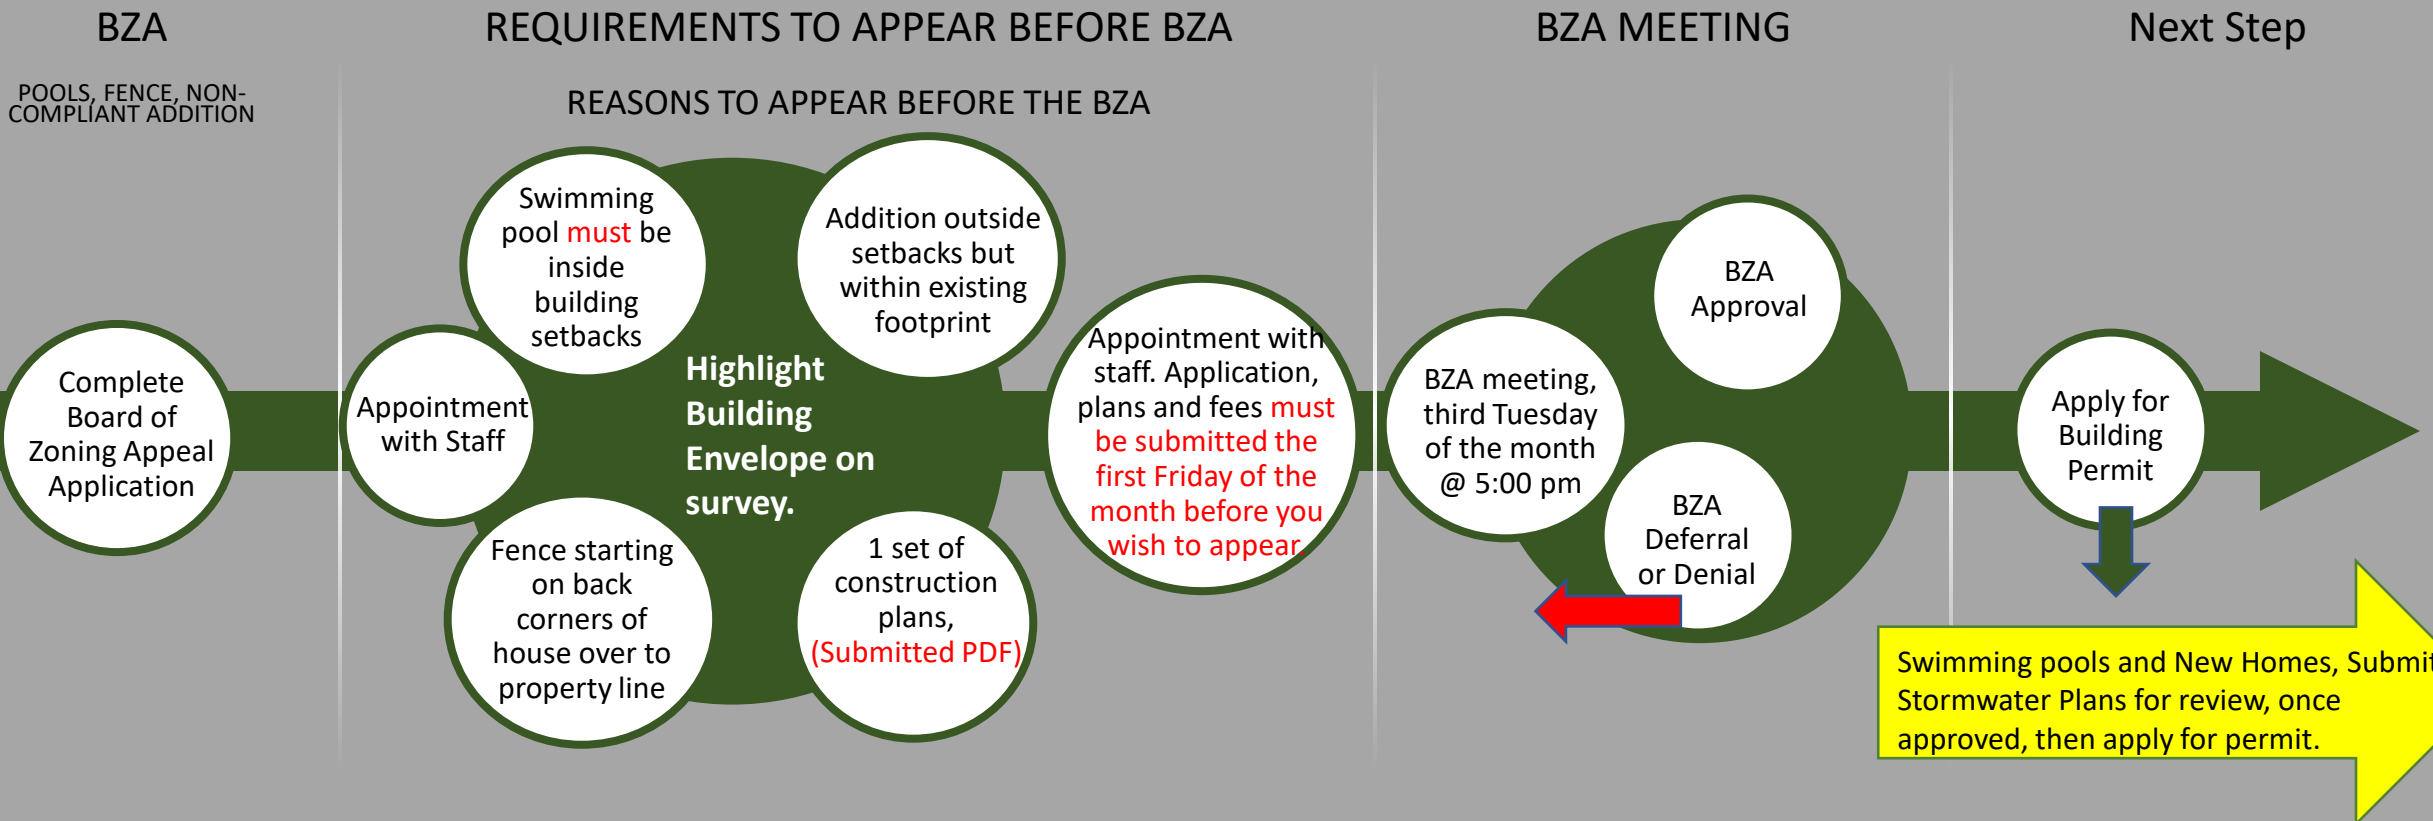 BZA
POOLS, FENCE, NON-
COMPLIANT ADDITION
Complete
Board of
Zoning Appeal
Application
REQUIREMENTS TO APPEAR BEFORE BZA
REASONS TO APPEAR BEFORE THE BZA
Appointment
with Staff
Swimming
pool must be
inside
building
setbacks
Addition outside
setbacks but
within existing
footprint
Highlight
Building
Envelope on
survey.
Fence starting
on back
corners of
house over to
property line
1 set of
construction
plans,
(Submitted PDF)
Appointment with
staff. Application,
plans and fees must
be submitted the
first Friday of the
month before you
wish to appear.
BZA MEETING
BZA meeting,
third Tuesday
of the month
@ 5:00 pm
BZA
Approval
BZA
Deferral
or Denial
Next Step
Apply for
Building
Permit
Swimming pools and New Homes, Submit
Stormwater Plans for review, once
approved, then apply for permit.